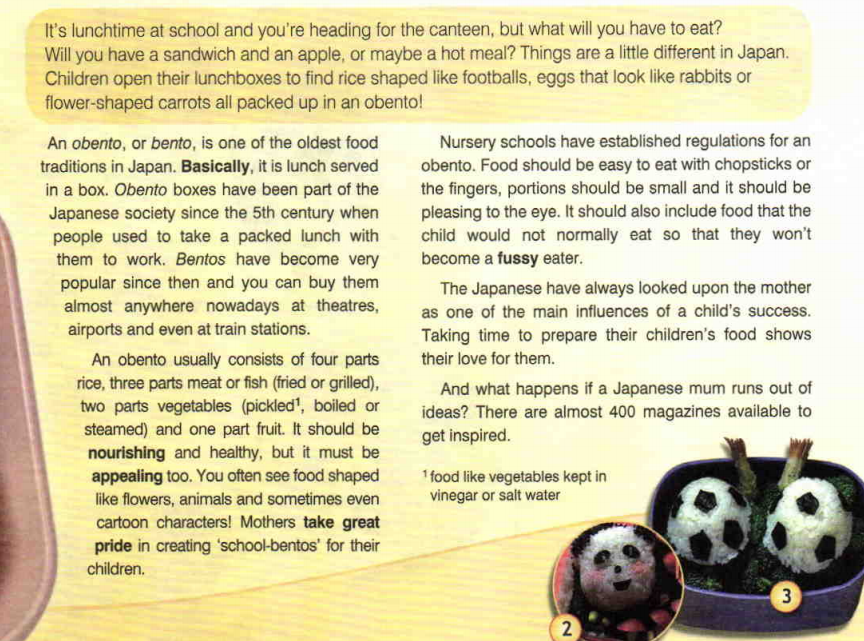 It's lunchtime at school and you're heading for the canteen, but what will you have to eat?
Will you have a sandwich and an apple, or maybe a hot meal? Things are a little different in Japan.
Children open their lunchboxes to find rice shaped like footballs, eggs that look like rabbits or
flower-shaped carrots all packed up in an obento!
An obento, or bento, is one of the oldest food
traditions in Japan. Basically, it is lunch served
in a box. Obento boxes have been part of the
Japanese society since the 5th century when
people used to take a packed lunch with
them to work. Bentos have become very
popular since then and you can buy them
almost anywhere nowadays at theatres,
airports and even at train stations.
An obento usually consists of four parts
rice, three parts meat or fish (fried or grilled),
two parts vegetables (pickled¹, boiled or
steamed) and one part fruit. It should be
nourishing and healthy, but it must be
appealing too. You often see food shaped
like flowers, animals and sometimes even
cartoon characters! Mothers take great
pride in creating 'school-bentos' for their
children.
Nursery schools have established regulations for an
obento. Food should be easy to eat with chopsticks or
the fingers, portions should be small and it should be
pleasing to the eye. It should also include food that the
child would not normally eat so that they won't
become a fussy eater.
The Japanese have always looked upon the mother
as one of the main influences of a child's success.
Taking time to prepare their children's food shows
their love for them.
And what happens if a Japanese mum runs out of
ideas? There are almost 400 magazines available to
get inspired.
¹ food like vegetables kept in
vinegar or salt water
2
3